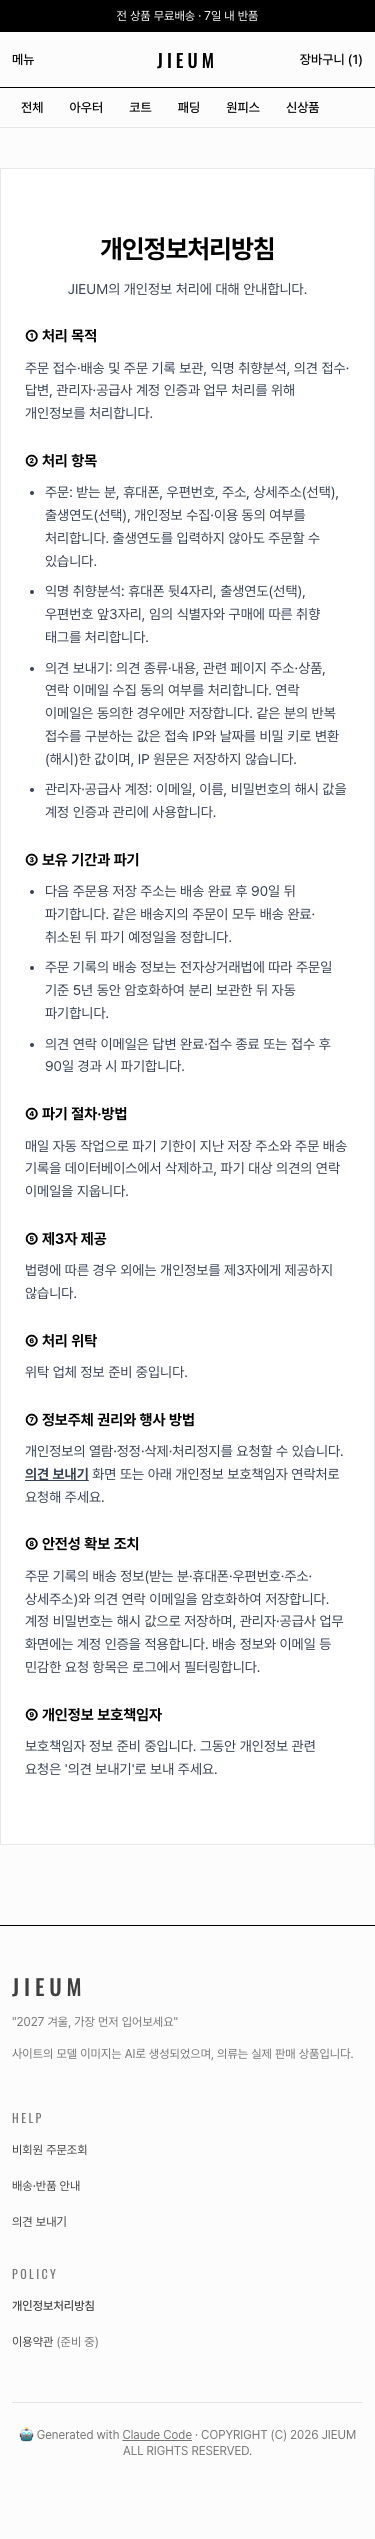 전 상품 무료배송 · 7일 내 반품
메뉴
JIEUM
장바구니 (1)
전체 아우터 코트 패딩 원피스 신상품
개인정보처리방침
JIEUM의 개인정보 처리에 대해 안내합니다.
① 처리 목적
주문 접수·배송 및 주문 기록 보관, 익명 취향분석, 의견 접수·
답변, 관리자·공급사 계정 인증과 업무 처리를 위해
개인정보를 처리합니다.
② 처리 항목
• 주문: 받는 분, 휴대폰, 우편번호, 주소, 상세주소(선택),
출생연도(선택), 개인정보 수집·이용 동의 여부를
처리합니다. 출생연도를 입력하지 않아도 주문할 수
있습니다.
• 익명 취향분석: 휴대폰 뒷4자리, 출생연도(선택),
우편번호 앞3자리, 임의 식별자와 구매에 따른 취향
태그를 처리합니다.
• 의견 보내기: 의견 종류·내용, 관련 페이지 주소·상품,
연락 이메일 수집 동의 여부를 처리합니다. 연락
이메일은 동의한 경우에만 저장합니다. 같은 분의 반복
접수를 구분하는 값은 접속 IP와 날짜를 비밀 키로 변환
(해시)한 값이며, IP 원문은 저장하지 않습니다.
• 관리자·공급사 계정: 이메일, 이름, 비밀번호의 해시 값을
계정 인증과 관리에 사용합니다.
③ 보유 기간과 파기
• 다음 주문용 저장 주소는 배송 완료 후 90일 뒤
파기합니다. 같은 배송지의 주문이 모두 배송 완료·
취소된 뒤 파기 예정일을 정합니다.
• 주문 기록의 배송 정보는 전자상거래법에 따라 주문일
기준 5년 동안 암호화하여 분리 보관한 뒤 자동
파기합니다.
• 의견 연락 이메일은 답변 완료·접수 종료 또는 접수 후
90일 경과 시 파기합니다.
④ 파기 절차·방법
매일 자동 작업으로 파기 기한이 지난 저장 주소와 주문 배송
기록을 데이터베이스에서 삭제하고, 파기 대상 의견의 연락
이메일을 지웁니다.
⑤ 제3자 제공
법령에 따른 경우 외에는 개인정보를 제3자에게 제공하지
않습니다.
⑥ 처리 위탁
위탁 업체 정보 준비 중입니다.
⑦ 정보주체 권리와 행사 방법
개인정보의 열람·정정·삭제·처리정지를 요청할 수 있습니다.
의견 보내기 화면 또는 아래 개인정보 보호책임자 연락처로
요청해 주세요.
⑧ 안전성 확보 조치
주문 기록의 배송 정보(받는 분·휴대폰·우편번호·주소·
상세주소)와 의견 연락 이메일을 암호화하여 저장합니다.
계정 비밀번호는 해시 값으로 저장하며, 관리자·공급사 업무
화면에는 계정 인증을 적용합니다. 배송 정보와 이메일 등
민감한 요청 항목은 로그에서 필터링합니다.
⑨ 개인정보 보호책임자
보호책임자 정보 준비 중입니다. 그동안 개인정보 관련
요청은 '의견 보내기'로 보내 주세요.
JIEUM
"2027 겨울, 가장 먼저 입어보세요"
사이트의 모델 이미지는 AI로 생성되었으며, 의류는 실제 판매 상품입니다.
HELP
비회원 주문조회
배송·반품 안내
의견 보내기
POLICY
개인정보처리방침
이용약관 (준비 중)
🤖 Generated with Claude Code · COPYRIGHT (C) 2026 JIEUM
ALL RIGHTS RESERVED.